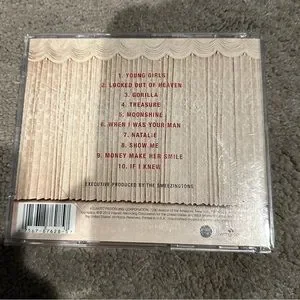 1. YOUNG GIRLS
2. LOCKED OUT OF HEAVEN
3. GORILLA
4. TREASURE
5. MOONSHINE
6. WHEN I WAS YOUR MAN
7. NATALIE
8. SHOW ME
9. MONEY MAKE HER SMILE
10. IF I KNEW
EXECUTIVE PRODUCED BY THE SMEEZINGTONS